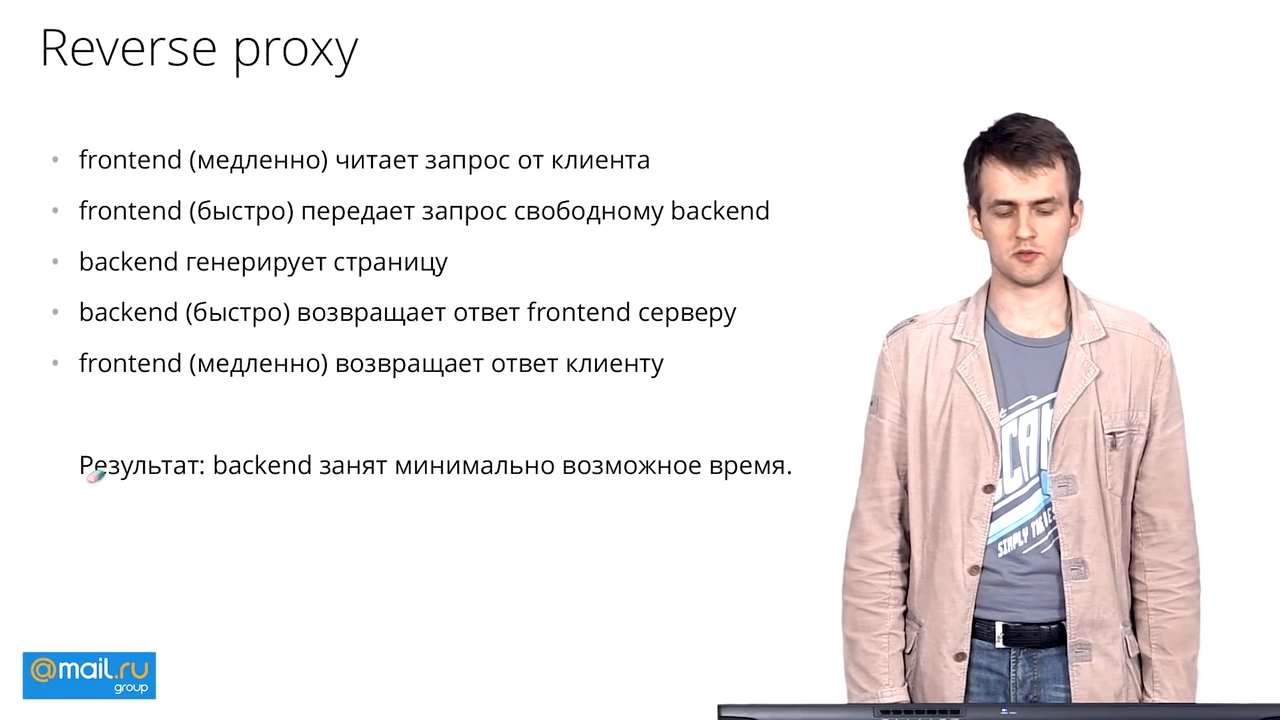 Reverse proxy
• frontend (медленно) читает запрос от клиента
• frontend (быстро) передает запрос свободному backend
• backend генерирует страницу
• backend (быстро) возвращает ответ frontend серверу
• frontend (медленно) возвращает ответ клиенту
Результат: backend занят минимально возможное время.
SIMPLY
@mail.ru
group